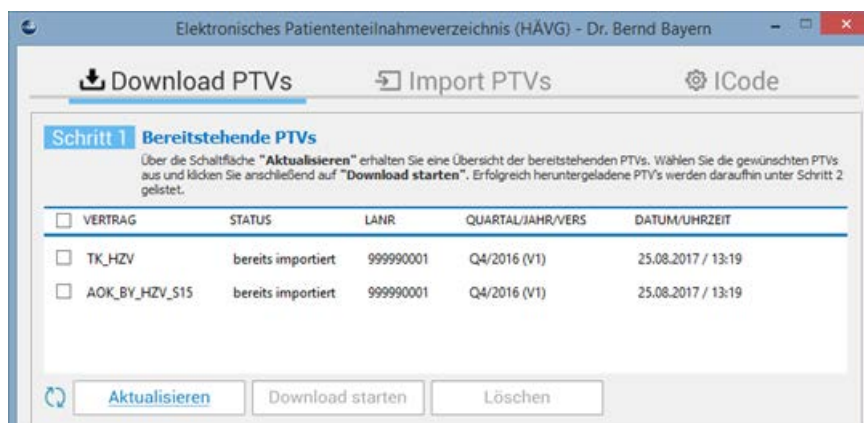 Elektronisches Patiententeilnahmeverzeichnis (HÄVG) - Dr. Bernd Bayern
Download PTVs Import PTVs ICode
Schritt 1 Bereitstehende PTVs
Über die Schaltfläche "Aktualisieren" erhalten Sie eine Übersicht der bereitstehenden PTVs. Wählen Sie die gewünschten PTVs
aus und klicken Sie anschließend auf "Download starten". Erfolgreich heruntergeladene PTV's werden daraufhin unter Schritt 2
gelistet.
VERTRAG STATUS LANR QUARTAL/JAHR/VERS DATUM/UHRZEIT
TK_HZV bereits importiert 999990001 Q4/2016 (V1) 25.08.2017 / 13:19
AOK_BY_HZV_S15 bereits importiert 999990001 Q4/2016 (V1) 25.08.2017 / 13:19
Aktualisieren Download starten Löschen